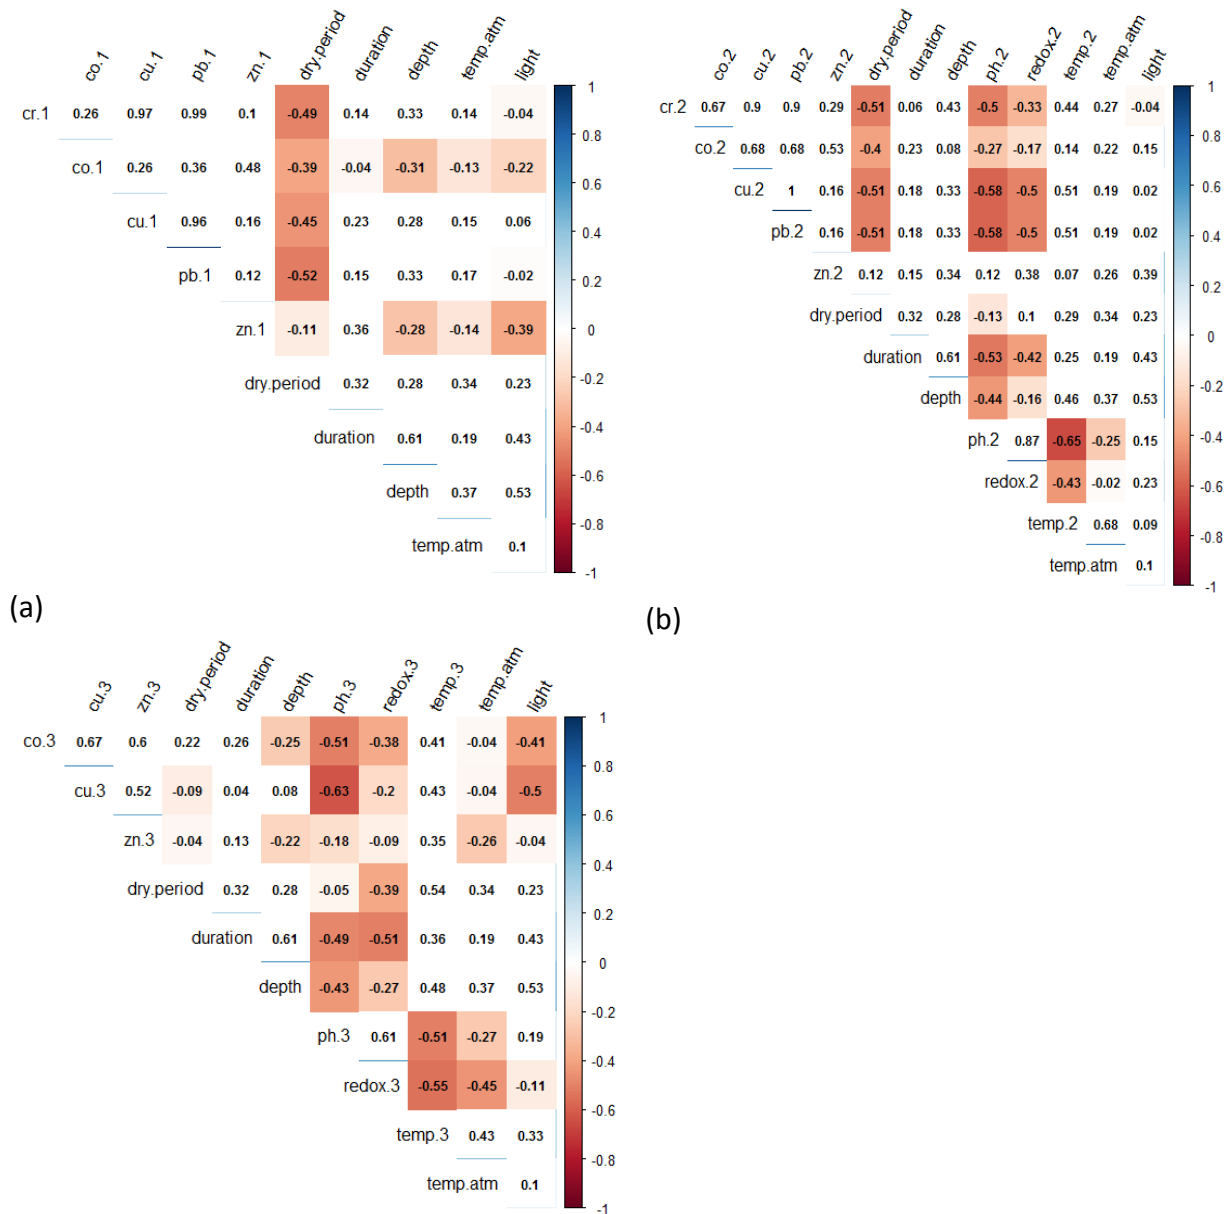 co.1 cu.1 pb.1 zn.1 dry.period duration depth temp.atm light
cr.1 0.26 0.97 0.99 0.1 -0.49 0.14 0.33 0.14 -0.04 1
co.1 0.26 0.36 0.48 -0.39 -0.04 -0.31 -0.13 -0.22 0.8
0.6
cu.1 0.96 0.16 -0.45 0.23 0.28 0.15 0.06 0.4
pb.1 0.12 -0.52 0.15 0.33 0.17 -0.02 0.2
zn.1 -0.11 0.36 -0.28 -0.14 -0.39 0
dry.period 0.32 0.28 0.34 0.23 -0.2
duration 0.61 0.19 0.43 -0.4
depth 0.37 0.53 -0.6
-0.8
temp.atm 0.1 -1
(a)
co.2 cu.2 pb.2 zn.2 dry.period duration depth ph.2 redox.2 temp.2 temp.atm light
cr.2 0.67 0.9 0.9 0.29 -0.51 0.06 0.43 -0.5 -0.33 0.44 0.27 -0.04 1
co.2 0.68 0.68 0.53 -0.4 0.23 0.08 -0.27 -0.17 0.14 0.22 0.15 0.8
cu.2 1 0.16 -0.51 0.18 0.33 -0.58 -0.5 0.51 0.19 0.02 0.6
pb.2 0.16 -0.51 0.18 0.33 -0.58 -0.5 0.51 0.19 0.02 0.4
zn.2 0.12 0.15 0.34 0.12 0.38 0.07 0.26 0.39 0.2
dry.period 0.32 0.28 -0.13 0.1 0.29 0.34 0.23 0
duration 0.61 -0.53 -0.42 0.25 0.19 0.43 -0.2
depth -0.44 -0.16 0.46 0.37 0.53 -0.4
ph.2 0.87 -0.65 -0.25 0.15
redox.2 -0.43 -0.02 0.23 -0.6
temp.2 0.68 0.09 -0.8
temp.atm 0.1 -1
(b)
cu.3 zn.3 dry.period duration depth ph.3 redox.3 temp.3 temp.atm light
co.3 0.67 0.6 0.22 0.26 -0.25 -0.51 -0.38 0.41 -0.04 -0.41 1
cu.3 0.52 -0.09 0.04 0.08 -0.63 -0.2 0.43 -0.04 -0.5 0.8
0.6
zn.3 -0.04 0.13 -0.22 -0.18 -0.09 0.35 -0.26 -0.04 0.4
dry.period 0.32 0.28 -0.05 -0.39 0.54 0.34 0.23 0.2
duration 0.61 -0.49 -0.51 0.36 0.19 0.43 0
depth -0.43 -0.27 0.48 0.37 0.53 -0.2
ph.3 0.61 -0.51 -0.27 0.19 -0.4
redox.3 -0.55 -0.45 -0.11 -0.6
temp.3 0.43 0.33 -0.8
temp.atm 0.1 -1